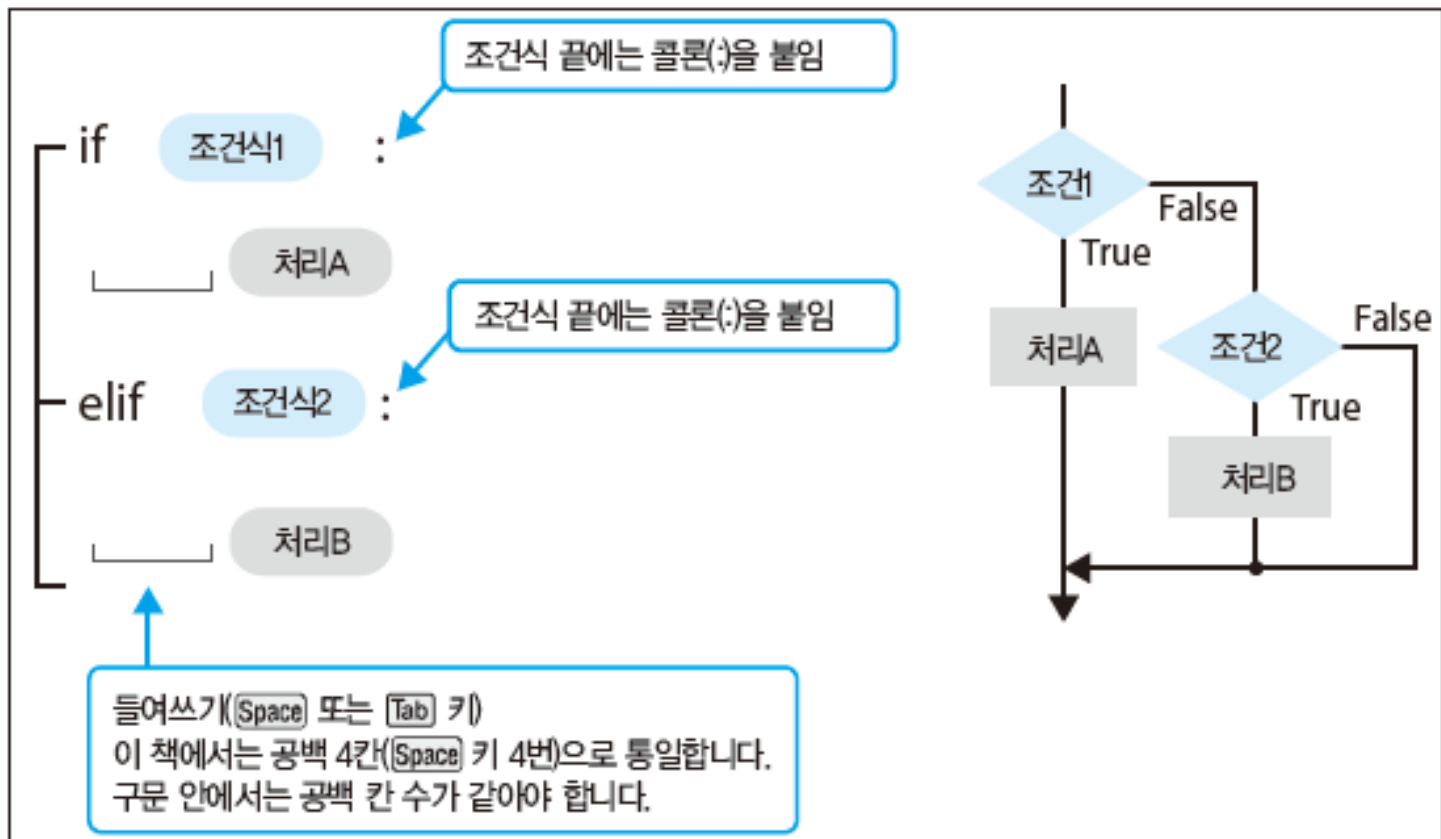 조건식 끝에는 콜론(:)을 붙임
if 조건식1 :
처리A
조건식 끝에는 콜론(:)을 붙임
elif 조건식2 :
처리B
들여쓰기(Space 또는 Tab 키)
이 책에서는 공백 4칸(Space 키 4번)으로 통일합니다.
구문 안에서는 공백 칸 수가 같아야 합니다.
조건1
False
True
처리A
조건2
False
True
처리B